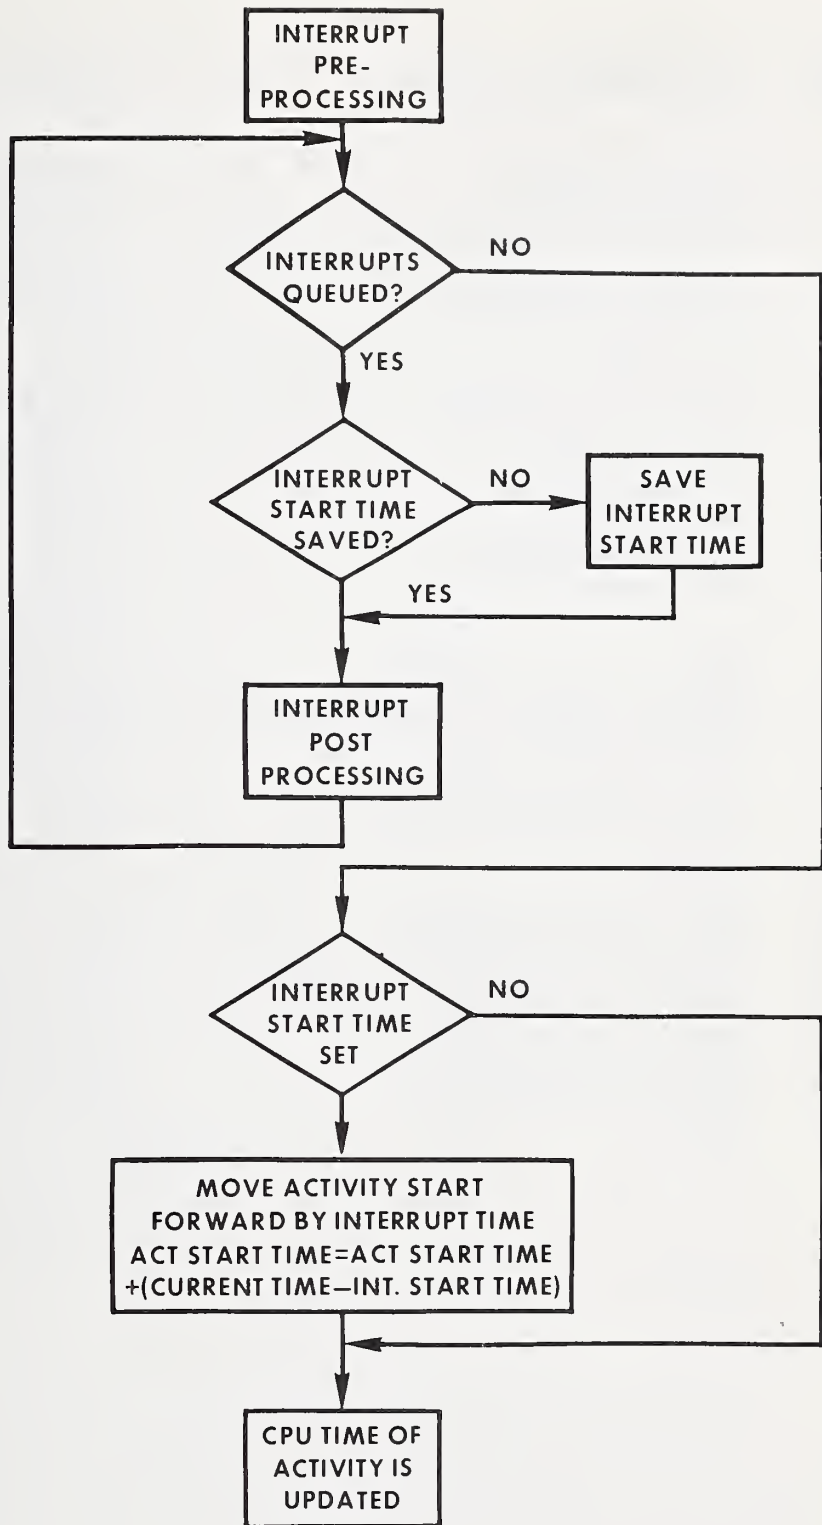 INTERRUPT
PRE-
PROCESSING
INTERRUPTS
QUEUED?
NO
YES
INTERRUPT
START TIME
SAVED?
NO
SAVE
INTERRUPT
START TIME
YES
INTERRUPT
POST
PROCESSING
INTERRUPT
START TIME
SET
NO
MOVE ACTIVITY START
FORWARD BY INTERRUPT TIME
ACT START TIME=ACT START TIME
+(CURRENT TIME—INT. START TIME)
CPU TIME OF
ACTIVITY IS
UPDATED